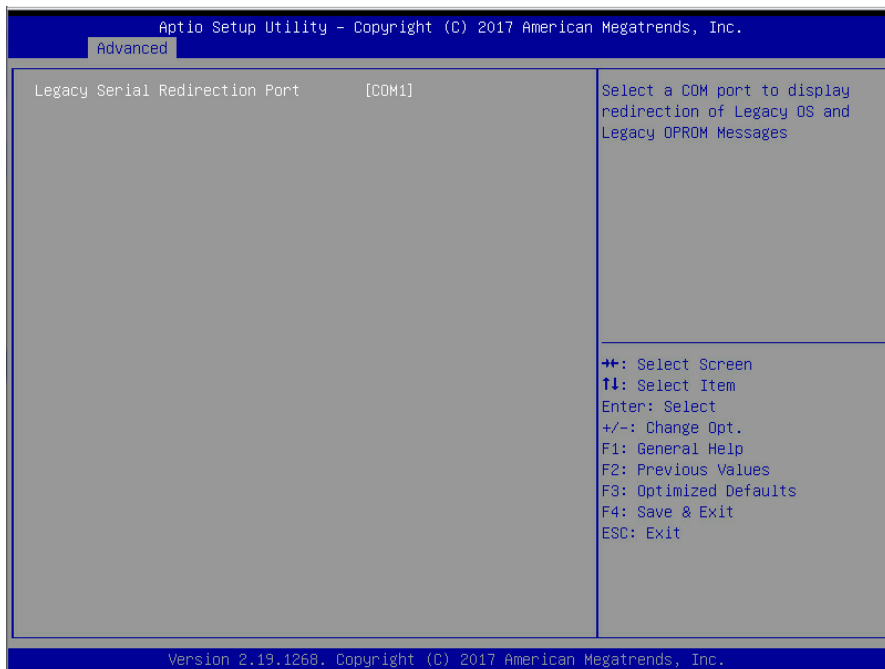 Aptio Setup Utility – Copyright (C) 2017 American Megatrends, Inc.
Advanced
Legacy Serial Redirection Port [COM1]
Select a COM port to display
redirection of Legacy OS and
Legacy OPROM Messages
→←: Select Screen
↑↓: Select Item
Enter: Select
+/-: Change Opt.
F1: General Help
F2: Previous Values
F3: Optimized Defaults
F4: Save & Exit
ESC: Exit
Version 2.19.1268. Copyright (C) 2017 American Megatrends, Inc.